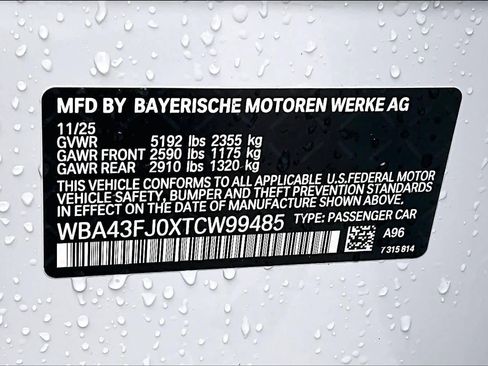 MFD BY BAYERISCHE MOTOREN WERKE AG
11/25
GVWR 5192 lbs 2355 kg
GAWR FRONT 2590 lbs 1175 kg
GAWR REAR 2910 lbs 1320 kg
THIS VEHICLE CONFORMS TO ALL APPLICABLE U.S.FEDERAL MOTOR
VEHICLE SAFETY, BUMPER AND THEFT PREVENTION STANDARDS
IN EFFECT ON THE DATE OF MANUFACTURE SHOWN ABOVE.
WBA43FJ0XTCW99485 TYPE: PASSENGER CAR
A96
7 315 814